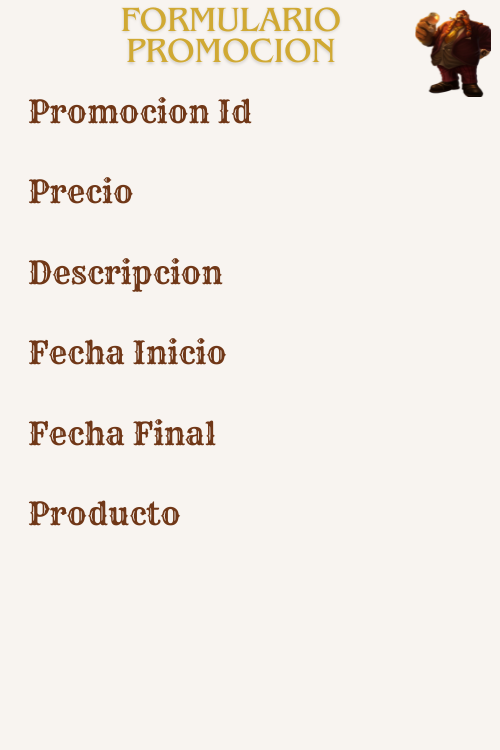 FORMULARIO
PROMOCION
Promocion Id
Precio
Descripcion
Fecha Inicio
Fecha Final
Producto